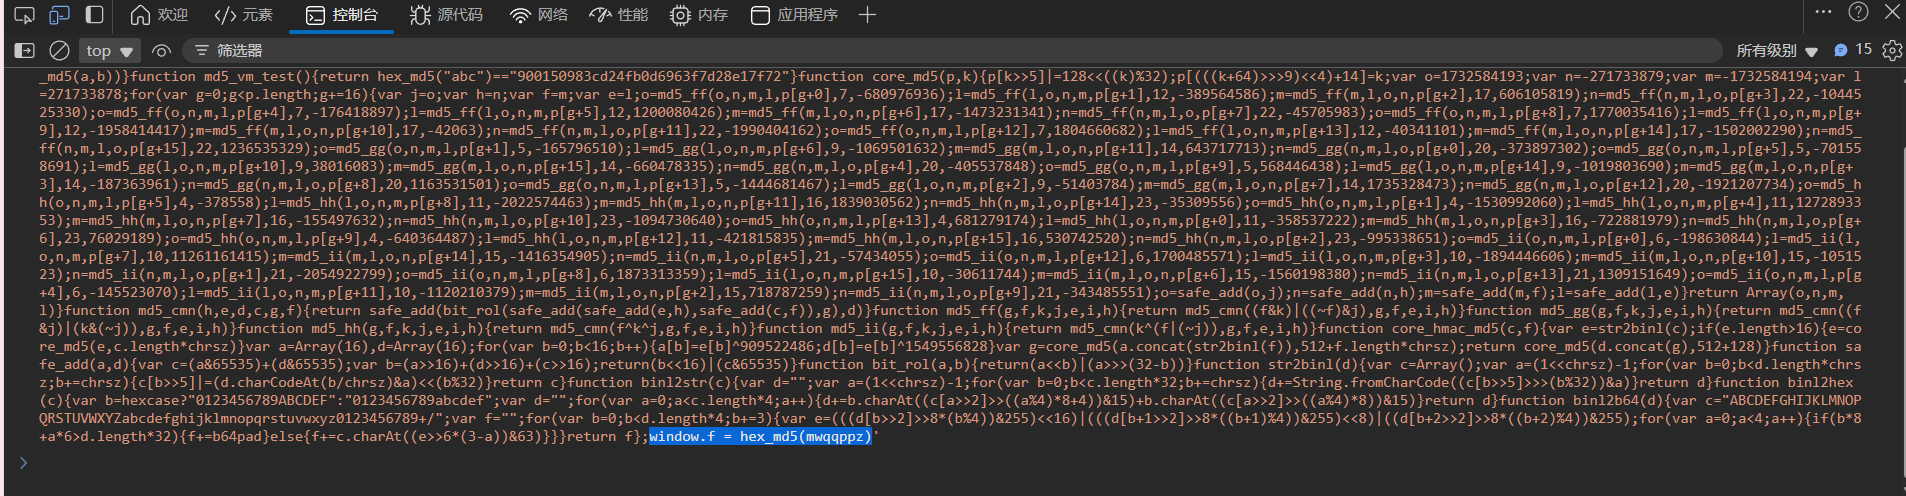 欢迎 元素 控制台 源代码 网络 性能 内存 应用程序
top 筛选器 所有级别 15
_md5(a,b))}function md5_vm_test(){return hex_md5("abc")=="900150983cd24fb0d6963f7d28e17f72"}function core_md5(p,k){p[k>>5]|=128<<((k)%32);p[(((k+64)>>>9)<<4)+14]=k;var o=1732584193;var n=-271733879;var m=-1732584194;var l
=271733878;for(var g=0;g<p.length;g+=16){var j=o;var h=n;var f=m;var e=l;o=md5_ff(o,n,m,l,p[g+0],7,-680976936);l=md5_ff(l,o,n,m,p[g+1],12,-389564586);m=md5_ff(m,l,o,n,p[g+2],17,606105819);n=md5_ff(n,m,l,o,p[g+3],22,-10445
25330);o=md5_ff(o,n,m,l,p[g+4],7,-176418897);l=md5_ff(l,o,n,m,p[g+5],12,1200080426);m=md5_ff(m,l,o,n,p[g+6],17,-1473231341);n=md5_ff(n,m,l,o,p[g+7],22,-45705983);o=md5_ff(o,n,m,l,p[g+8],7,1770035416);l=md5_ff(l,o,n,m,p[g+
9],12,-1958414417);m=md5_ff(m,l,o,n,p[g+10],17,-42063);n=md5_ff(n,m,l,o,p[g+11],22,-1990404162);o=md5_ff(o,n,m,l,p[g+12],7,1804660682);l=md5_ff(l,o,n,m,p[g+13],12,-40341101);m=md5_ff(m,l,o,n,p[g+14],17,-1502002290);n=md5_
ff(n,m,l,o,p[g+15],22,1236535329);o=md5_gg(o,n,m,l,p[g+1],5,-165796510);l=md5_gg(l,o,n,m,p[g+6],9,-1069501632);m=md5_gg(m,l,o,n,p[g+11],14,643717713);n=md5_gg(n,m,l,o,p[g+0],20,-373897302);o=md5_gg(o,n,m,l,p[g+5],5,-70155
8691);l=md5_gg(l,o,n,m,p[g+10],9,38016083);m=md5_gg(m,l,o,n,p[g+15],14,-660478335);n=md5_gg(n,m,l,o,p[g+4],20,-405537848);o=md5_gg(o,n,m,l,p[g+9],5,568446438);l=md5_gg(l,o,n,m,p[g+14],9,-1019803690);m=md5_gg(m,l,o,n,p[g+
3],14,-187363961);n=md5_gg(n,m,l,o,p[g+8],20,1163531501);o=md5_gg(o,n,m,l,p[g+13],5,-1444681467);l=md5_gg(l,o,n,m,p[g+2],9,-51403784);m=md5_gg(m,l,o,n,p[g+7],14,1735328473);n=md5_gg(n,m,l,o,p[g+12],20,-1921207734);o=md5_h
h(o,n,m,l,p[g+5],4,-378558);l=md5_hh(l,o,n,m,p[g+8],11,-2022574463);m=md5_hh(m,l,o,n,p[g+11],16,1839030562);n=md5_hh(n,m,l,o,p[g+14],23,-35309556);o=md5_hh(o,n,m,l,p[g+1],4,-1530992060);l=md5_hh(l,o,n,m,p[g+4],11,12728933
53);m=md5_hh(m,l,o,n,p[g+7],16,-155497632);n=md5_hh(n,m,l,o,p[g+10],23,-1094730640);o=md5_hh(o,n,m,l,p[g+13],4,681279174);l=md5_hh(l,o,n,m,p[g+0],11,-358537222);m=md5_hh(m,l,o,n,p[g+3],16,-722881979);n=md5_hh(n,m,l,o,p[g+
6],23,76029189);o=md5_hh(o,n,m,l,p[g+9],4,-640364487);l=md5_hh(l,o,n,m,p[g+12],11,-421815835);m=md5_hh(m,l,o,n,p[g+15],16,530742520);n=md5_hh(n,m,l,o,p[g+2],23,-995338651);o=md5_ii(o,n,m,l,p[g+0],6,-198630844);l=md5_ii(l,
o,n,m,p[g+7],10,11261161415);m=md5_ii(m,l,o,n,p[g+14],15,-1416354905);n=md5_ii(n,m,l,o,p[g+5],21,-57434055);o=md5_ii(o,n,m,l,p[g+12],6,1700485571);l=md5_ii(l,o,n,m,p[g+3],10,-1894446606);m=md5_ii(m,l,o,n,p[g+10],15,-10515
23);n=md5_ii(n,m,l,o,p[g+1],21,-2054922799);o=md5_ii(o,n,m,l,p[g+8],6,1873313359);l=md5_ii(l,o,n,m,p[g+15],10,-30611744);m=md5_ii(m,l,o,n,p[g+6],15,-1560198380);n=md5_ii(n,m,l,o,p[g+13],21,1309151649);o=md5_ii(o,n,m,l,p[g
+4],6,-145523070);l=md5_ii(l,o,n,m,p[g+11],10,-1120210379);m=md5_ii(m,l,o,n,p[g+2],15,718787259);n=md5_ii(n,m,l,o,p[g+9],21,-343485551);o=safe_add(o,j);n=safe_add(n,h);m=safe_add(m,f);l=safe_add(l,e)}return Array(o,n,m,
l)}function md5_cmn(h,e,d,c,g,f){return safe_add(bit_rol(safe_add(safe_add(e,h),safe_add(c,f)),g),d)}function md5_ff(g,f,k,j,e,i,h){return md5_cmn((f&k)|((~f)&j),g,f,e,i,h)}function md5_gg(g,f,k,j,e,i,h){return md5_cmn((f
&j)|(k&(~j)),g,f,e,i,h)}function md5_hh(g,f,k,j,e,i,h){return md5_cmn(f^k^j,g,f,e,i,h)}function md5_ii(g,f,k,j,e,i,h){return md5_cmn(k^(f|(~j)),g,f,e,i,h)}function core_hmac_md5(c,f){var e=str2binl(c);if(e.length>16){e=co
re_md5(e,c.length*chrsz)}var a=Array(16),d=Array(16);for(var b=0;b<16;b++){a[b]=e[b]^909522486;d[b]=e[b]^1549556828}var g=core_md5(a.concat(str2binl(f)),512+f.length*chrsz);return core_md5(d.concat(g),512+128)}function sa
fe_add(a,d){var c=(a&65535)+(d&65535);var b=(a>>16)+(d>>16)+(c>>16);return(b<<16)|(c&65535)}function bit_rol(a,b){return(a<<b)|(a>>>(32-b))}function str2binl(d){var c=Array();var a=(1<<chrsz)-1;for(var b=0;b<d.length*chrs
z;b+=chrsz){c[b>>5]|=(d.charCodeAt(b/chrsz)&a)<<(b%32)}return c}function binl2str(c){var d="";var a=(1<<chrsz)-1;for(var b=0;b<c.length*32;b+=chrsz){d+=String.fromCharCode((c[b>>5]>>>(b%32))&a)}return d}function binl2hex
(c){var b=hexcase?"0123456789ABCDEF":"0123456789abcdef";var d="";for(var a=0;a<c.length*4;a++){d+=b.charAt((c[a>>2]>>((a%4)*8+4))&15)+b.charAt((c[a>>2]>>((a%4)*8))&15)}return d}function binl2b64(d){var c="ABCDEFGHIJKLMNOP
QRSTUVWXYZabcdefghijklmnopqrstuvwxyz0123456789+/";var f="";for(var b=0;b<d.length*4;b+=3){var e=(((d[b>>2]>>8*(b%4))&255)<<16)|(((d[b+1>>2]>>8*((b+1)%4))&255)<<8)|((d[b+2>>2]>>8*((b+2)%4))&255);for(var a=0;a<4;a++){if(b*8
+a*6>d.length*32){f+=b64pad}else{f+=c.charAt((e>>6*(3-a))&63)}}}return f};window.f = hex_md5(mwqqppz)'